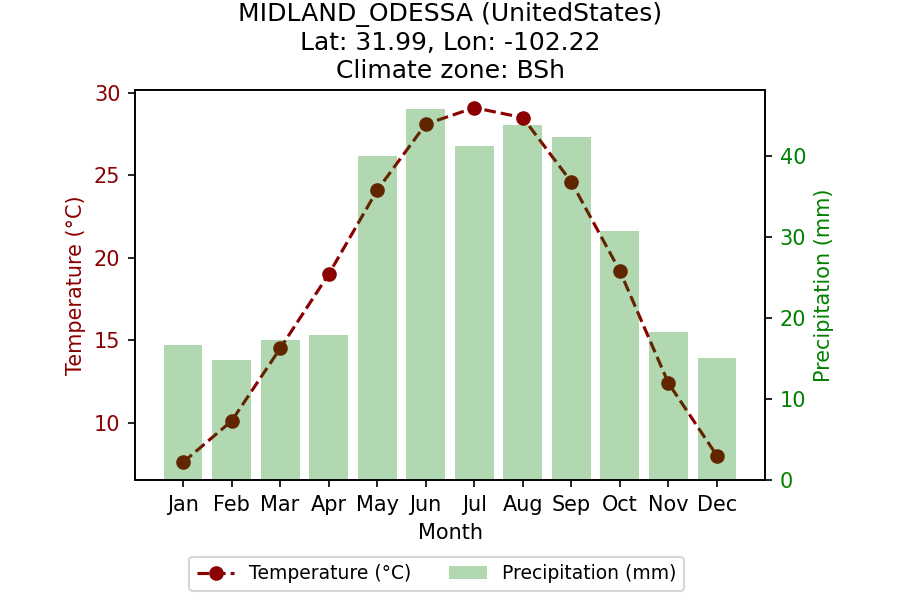 MIDLAND_ODESSA (UnitedStates)
Lat: 31.99, Lon: -102.22
Climate zone: BSh
30
25
20
15
10
Temperature (°C)
40
30
20
10
0
Precipitation (mm)
Jan Feb Mar Apr May Jun Jul Aug Sep Oct Nov Dec
Month
Temperature (°C) Precipitation (mm)